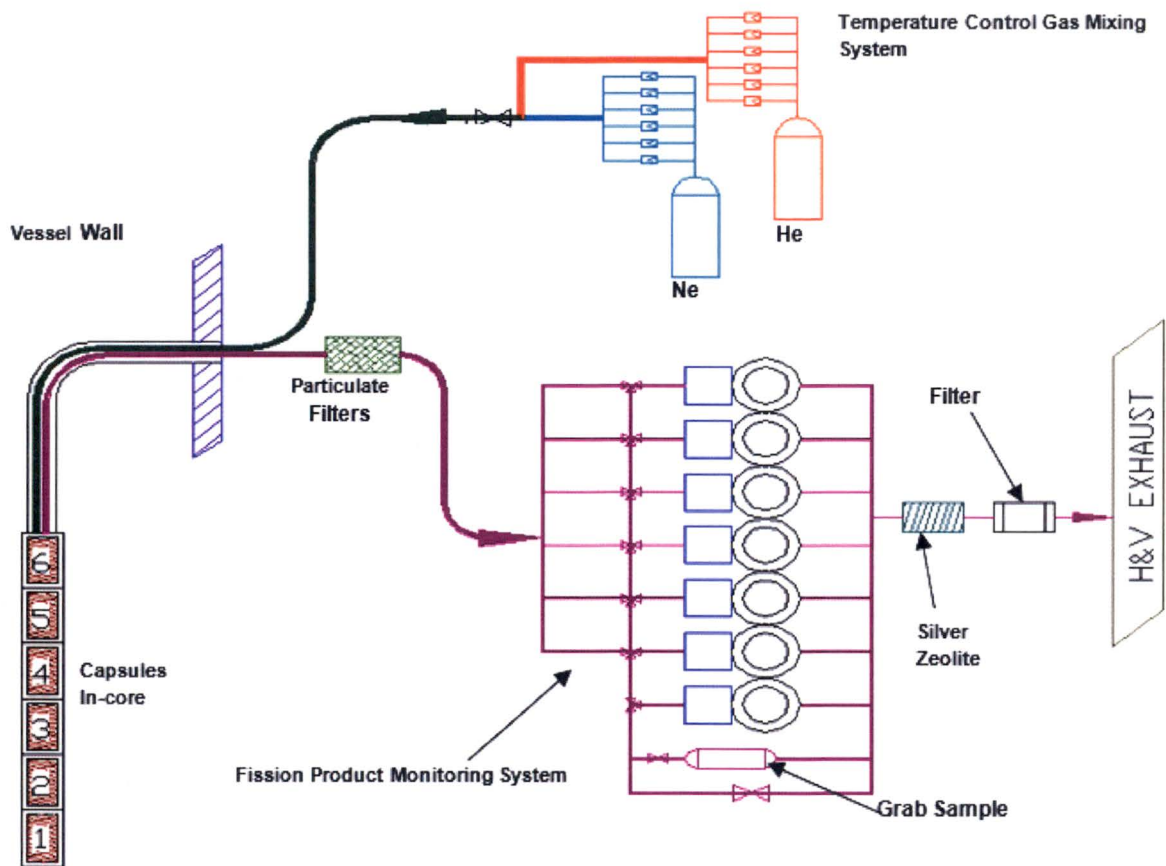 Temperature Control Gas Mixing
System
He
Ne
Vessel Wall
Particulate
Filters
Filter
H&V EXHAUST
Silver
Zeolite
6
5
4
3
2
1
Capsules
In-core
Fission Product Monitoring System
Grab Sample